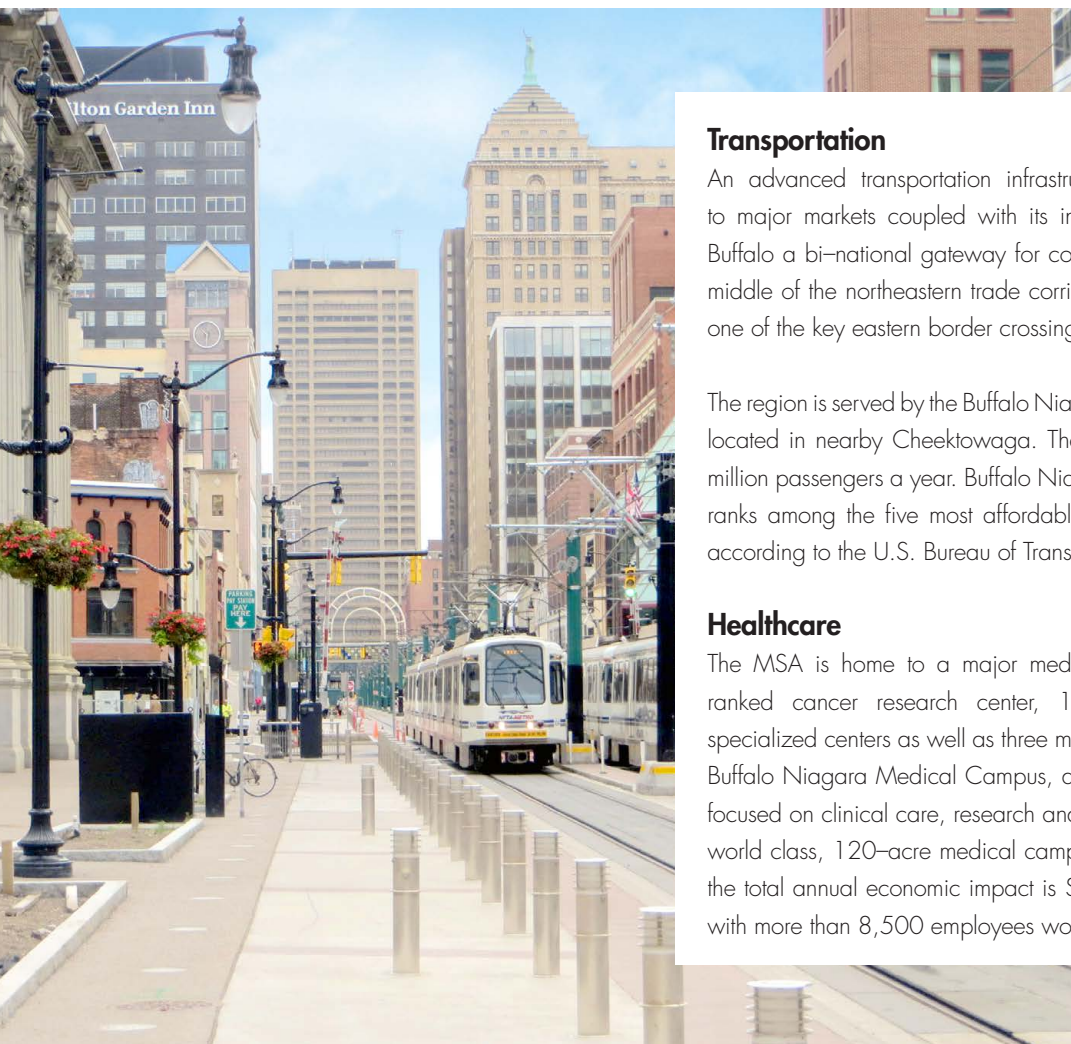 lton Garden Inn
PARKING
PAY STATION
PAY
HERE
Transportation
An advanced transportation infrastru
to major markets coupled with its in
Buffalo a bi–national gateway for co
middle of the northeastern trade corri
one of the key eastern border crossing
The region is served by the Buffalo Nia
located in nearby Cheektowaga. The
million passengers a year. Buffalo Nia
ranks among the five most affordabl
according to the U.S. Bureau of Trans
Healthcare
The MSA is home to a major med
ranked cancer research center, 1
specialized centers as well as three m
Buffalo Niagara Medical Campus, a
focused on clinical care, research and
world class, 120–acre medical camp
the total annual economic impact is $
with more than 8,500 employees wo